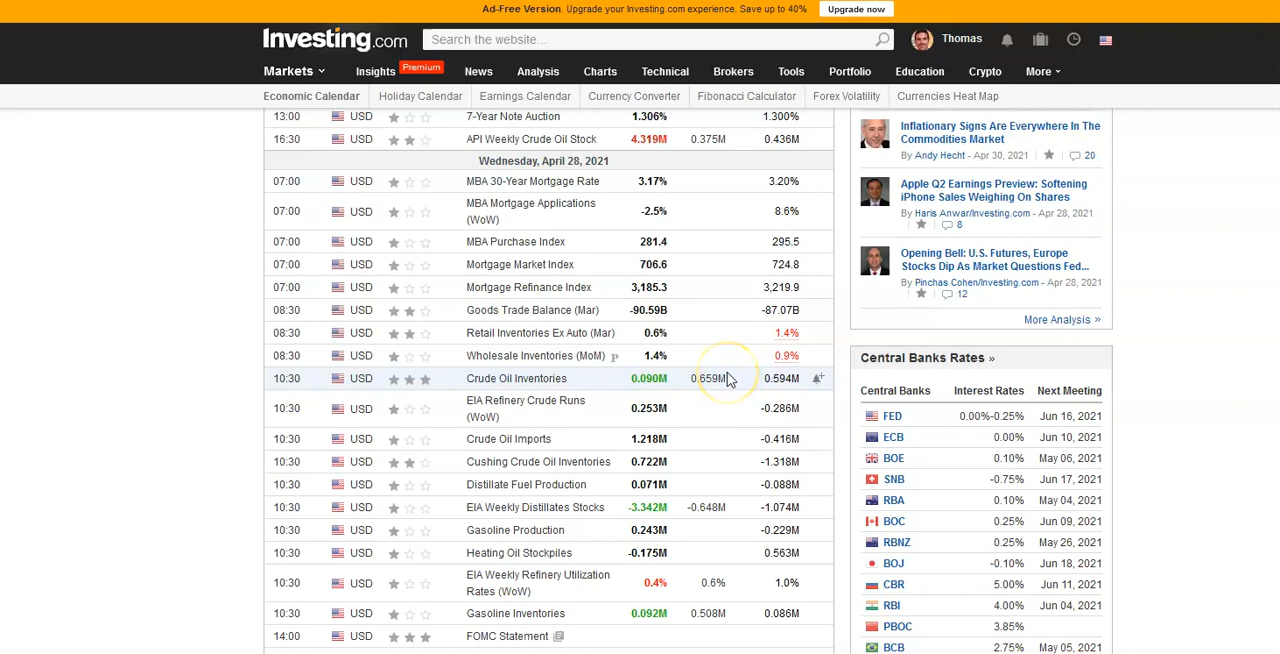 Ad-Free Version. Upgrade your Investing.com experience. Save up to 40% Upgrade now
Investing.com Search the website... Thomas
Markets Insights Premium News Analysis Charts Technical Brokers Tools Portfolio Education Crypto More
Economic Calendar Holiday Calendar Earnings Calendar Currency Converter Fibonacci Calculator Forex Volatility Currencies Heat Map
13:00 USD 7-Year Note Auction 1.306% 1.300%
16:30 USD API Weekly Crude Oil Stock 4.319M 0.375M 0.436M
Wednesday, April 28, 2021
07:00 USD MBA 30-Year Mortgage Rate 3.17% 3.20%
07:00 USD MBA Mortgage Applications (WoW) -2.5% 8.6%
07:00 USD MBA Purchase Index 281.4 295.5
07:00 USD Mortgage Market Index 706.6 724.8
07:00 USD Mortgage Refinance Index 3,185.3 3,219.9
08:30 USD Goods Trade Balance (Mar) -90.59B -87.07B
08:30 USD Retail Inventories Ex Auto (Mar) 0.6% 1.4%
08:30 USD Wholesale Inventories (MoM) P 1.4% 0.9%
10:30 USD Crude Oil Inventories 0.090M 0.659M 0.594M
10:30 USD EIA Refinery Crude Runs (WoW) 0.253M -0.286M
10:30 USD Crude Oil Imports 1.218M -0.416M
10:30 USD Cushing Crude Oil Inventories 0.722M -1.318M
10:30 USD Distillate Fuel Production 0.071M -0.088M
10:30 USD EIA Weekly Distillates Stocks -3.342M -0.648M -1.074M
10:30 USD Gasoline Production 0.243M -0.229M
10:30 USD Heating Oil Stockpiles -0.175M 0.563M
10:30 USD EIA Weekly Refinery Utilization Rates (WoW) 0.4% 0.6% 1.0%
10:30 USD Gasoline Inventories 0.092M 0.508M 0.086M
14:00 USD FOMC Statement
Inflationary Signs Are Everywhere In The
Commodities Market
By Andy Hecht - Apr 30, 2021 20
Apple Q2 Earnings Preview: Softening
iPhone Sales Weighing On Shares
By Haris Anwar/Investing.com - Apr 28, 2021
8
Opening Bell: U.S. Futures, Europe
Stocks Dip As Market Questions Fed...
By Pinchas Cohen/Investing.com - Apr 28, 2021
12
More Analysis »
Central Banks Rates »
Central Banks Interest Rates Next Meeting
FED 0.00%-0.25% Jun 16, 2021
ECB 0.00% Jun 10, 2021
BOE 0.10% May 06, 2021
SNB -0.75% Jun 17, 2021
RBA 0.10% May 04, 2021
BOC 0.25% Jun 09, 2021
RBNZ 0.25% May 26, 2021
BOJ -0.10% Jun 18, 2021
CBR 5.00% Jun 11, 2021
RBI 4.00% Jun 04, 2021
PBOC 3.85%
BCB 2.75% May 05, 2021